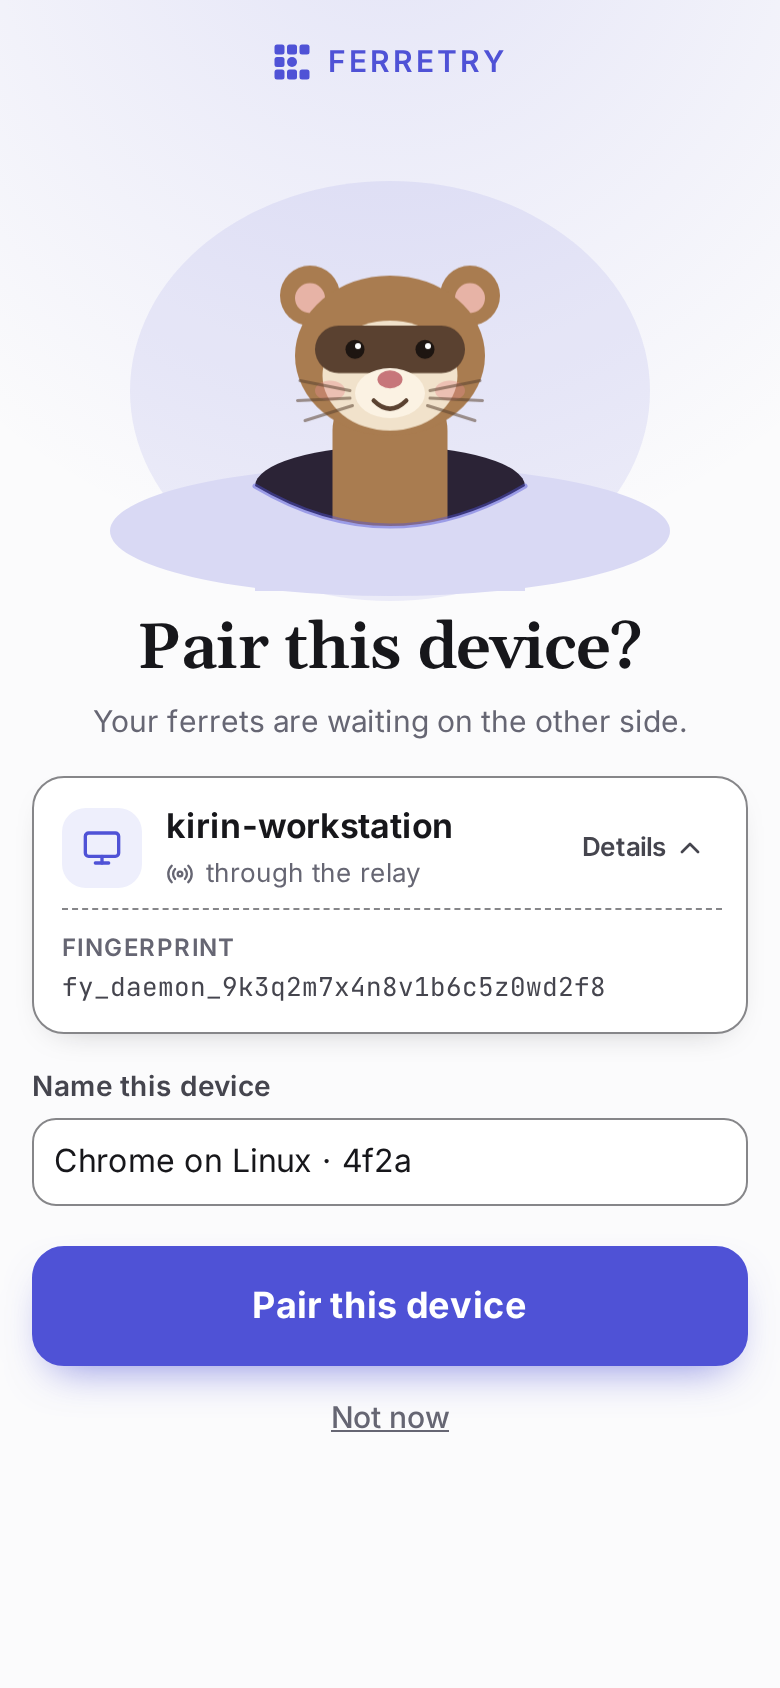 FERRETRY
Pair this device?
Your ferrets are waiting on the other side.
kirin-workstation
Details
through the relay
FINGERPRINT
fy_daemon_9k3q2m7x4n8v1b6c5z0wd2f8
Name this device
Chrome on Linux · 4f2a
Pair this device
Not now